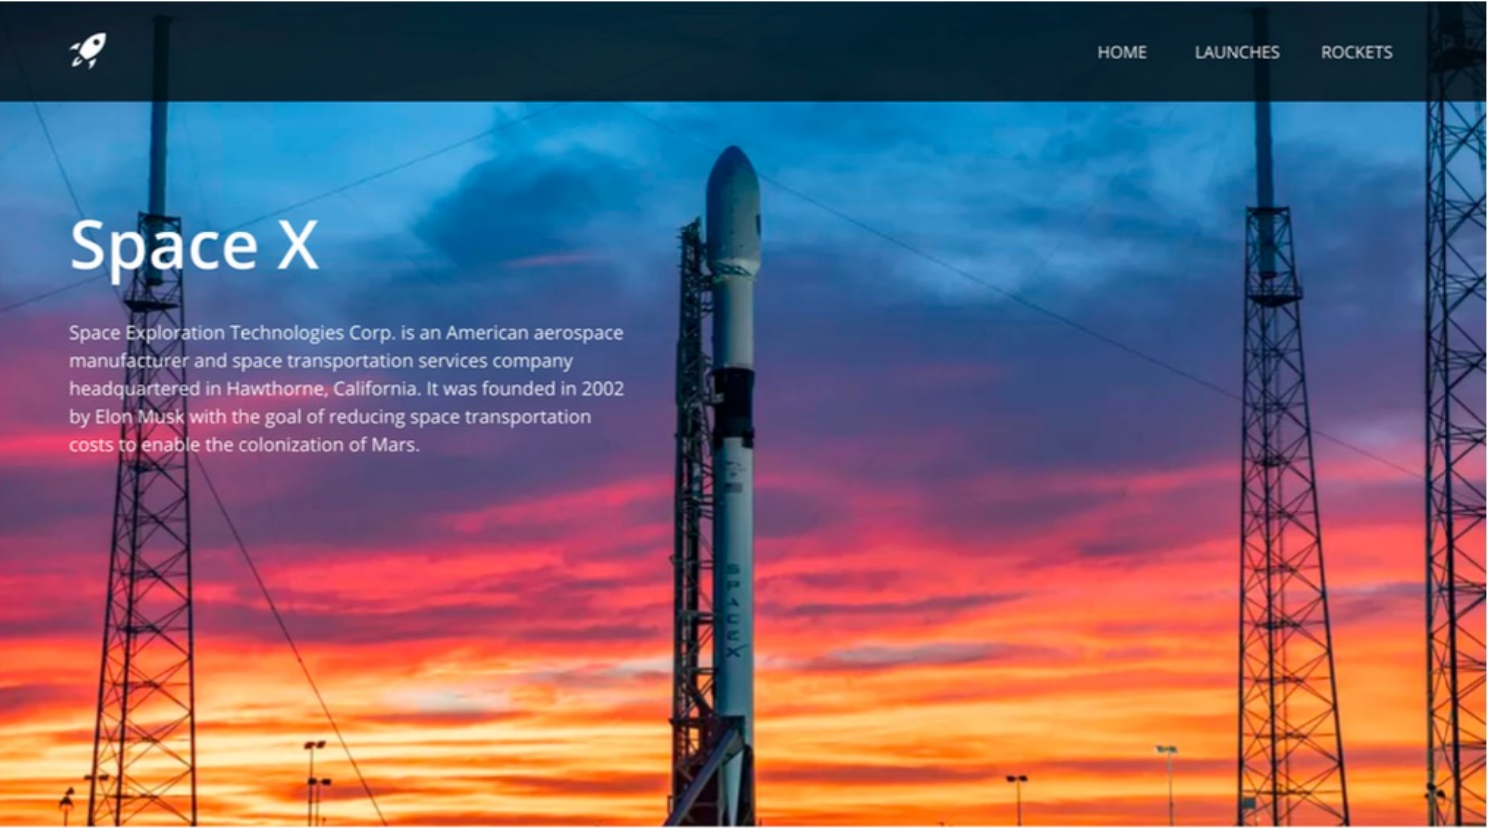 HOME LAUNCHES ROCKETS
Space X
Space Exploration Technologies Corp. is an American aerospace
manufacturer and space transportation services company
headquartered in Hawthorne, California. It was founded in 2002
by Elon Musk with the goal of reducing space transportation
costs to enable the colonization of Mars.
SPACEX